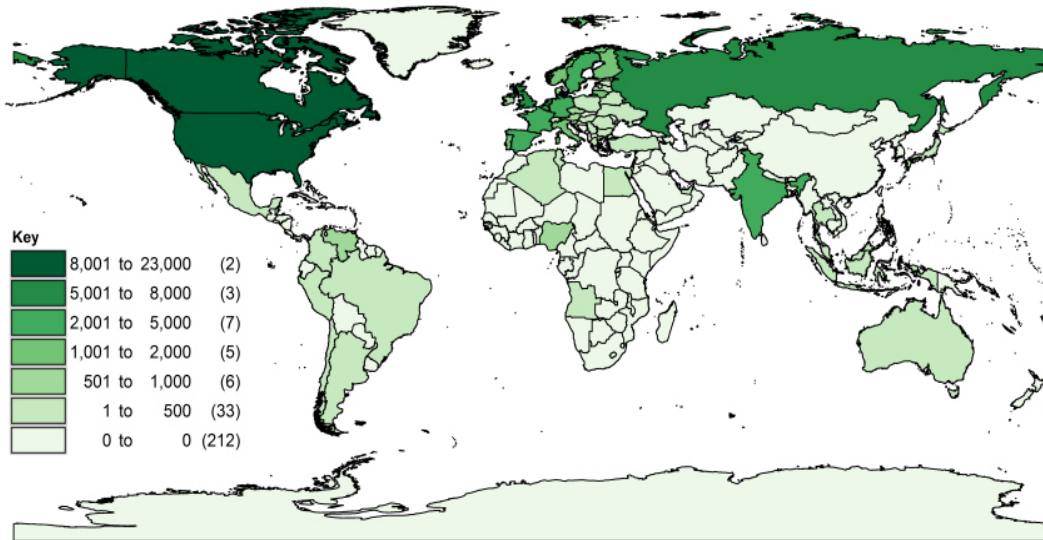 Key
8,001 to 23,000 (2)
5,001 to 8,000 (3)
2,001 to 5,000 (7)
1,001 to 2,000 (5)
501 to 1,000 (6)
1 to 500 (33)
0 to 0 (212)